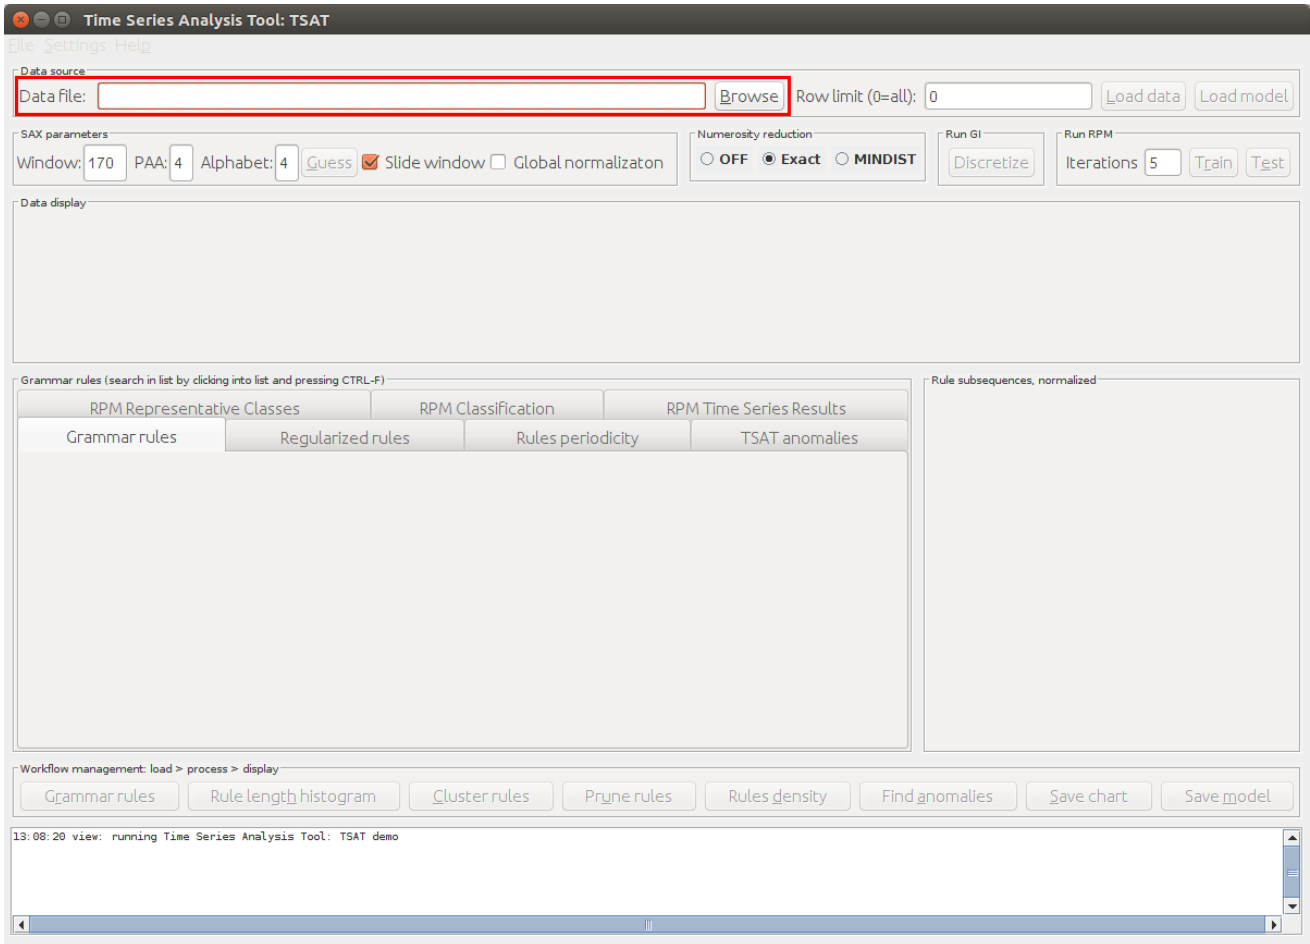 Time Series Analysis Tool: TSAT
File Settings Help
Data source
Data file: Browse Row limit (0=all): 0 Load data Load model
SAX parameters Numerosity reduction Run GI Run RPM
Window: 170 PAA: 4 Alphabet: 4 Guess Slide window Global normalizaton OFF Exact MINDIST Discretize Iterations 5 Train Test
Data display
Grammar rules (search in list by clicking into list and pressing CTRL-F) Rule subsequences, normalized
RPM Representative Classes RPM Classification RPM Time Series Results
Grammar rules Regularized rules Rules periodicity TSAT anomalies
Workflow management: load > process > display
Grammar rules Rule length histogram Cluster rules Prune rules Rules density Find anomalies Save chart Save model
13:08:20 view: running Time Series Analysis Tool: TSAT demo